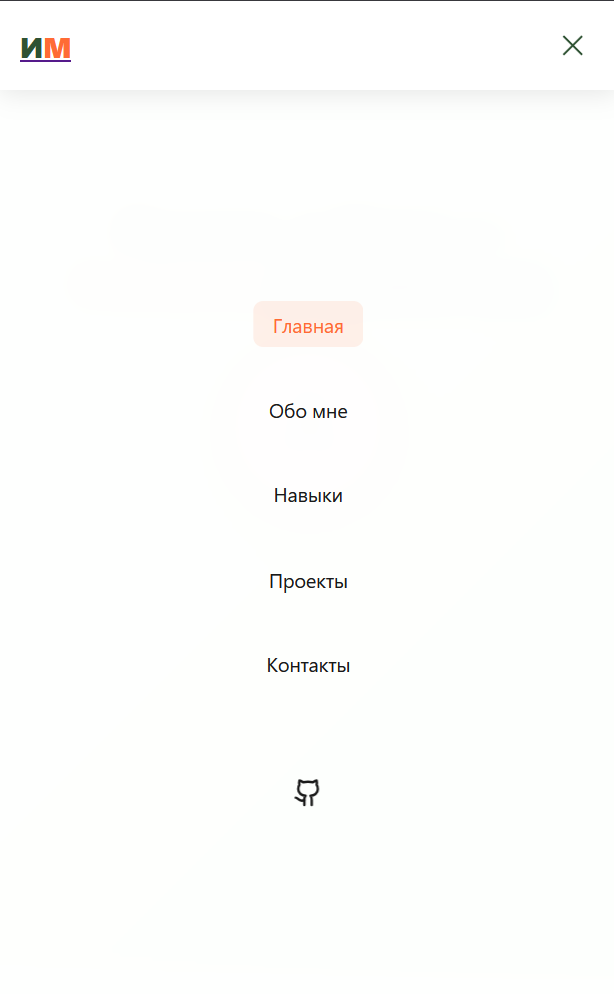 ИМ
Главная
Обо мне
Навыки
Проекты
Контакты